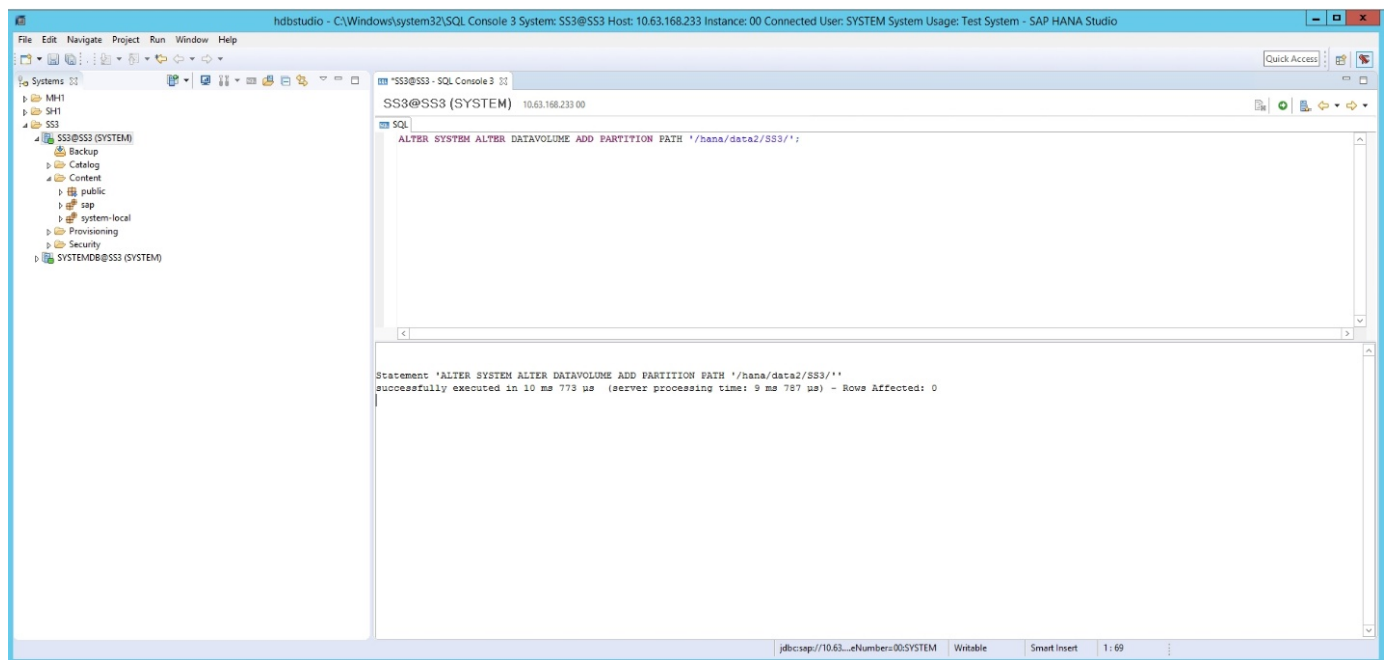 hdbstudio - C:\Windows\system32\SQL Console 3 System: SS3@SS3 Host: 10.63.168.233 Instance: 00 Connected User: SYSTEM System Usage: Test System - SAP HANA Studio
File Edit Navigate Project Run Window Help
Quick Access
Systems
MH1
SH1
SS3
SS3@SS3 (SYSTEM)
Backup
Catalog
Content
public
sap
system-local
Provisioning
Security
SYSTEMDB@SS3 (SYSTEM)
*SS3@SS3 - SQL Console 3
SS3@SS3 (SYSTEM) 10.63.168.233 00
SQL
ALTER SYSTEM ALTER DATAVOLUME ADD PARTITION PATH '/hana/data2/SS3/';
Statement 'ALTER SYSTEM ALTER DATAVOLUME ADD PARTITION PATH '/hana/data2/SS3/''
successfully executed in 10 ms 773 µs (server processing time: 9 ms 787 µs) - Rows Affected: 0
jdbc:sap://10.63....eNumber=00:SYSTEM Writable Smart Insert 1 : 69